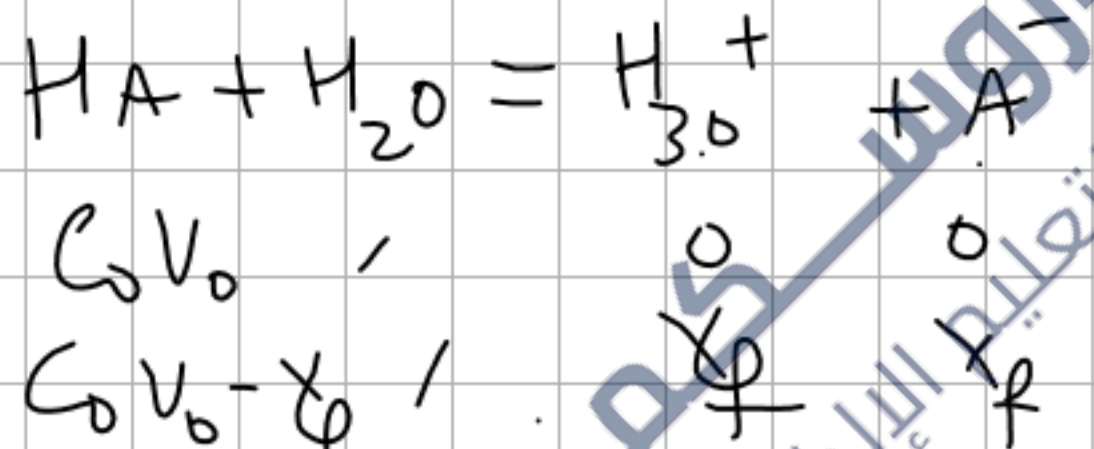 HA + H₂O = H₃O⁺ + A⁻
C₀V₀ / 0 0
C₀V₀ - xf / xf xf